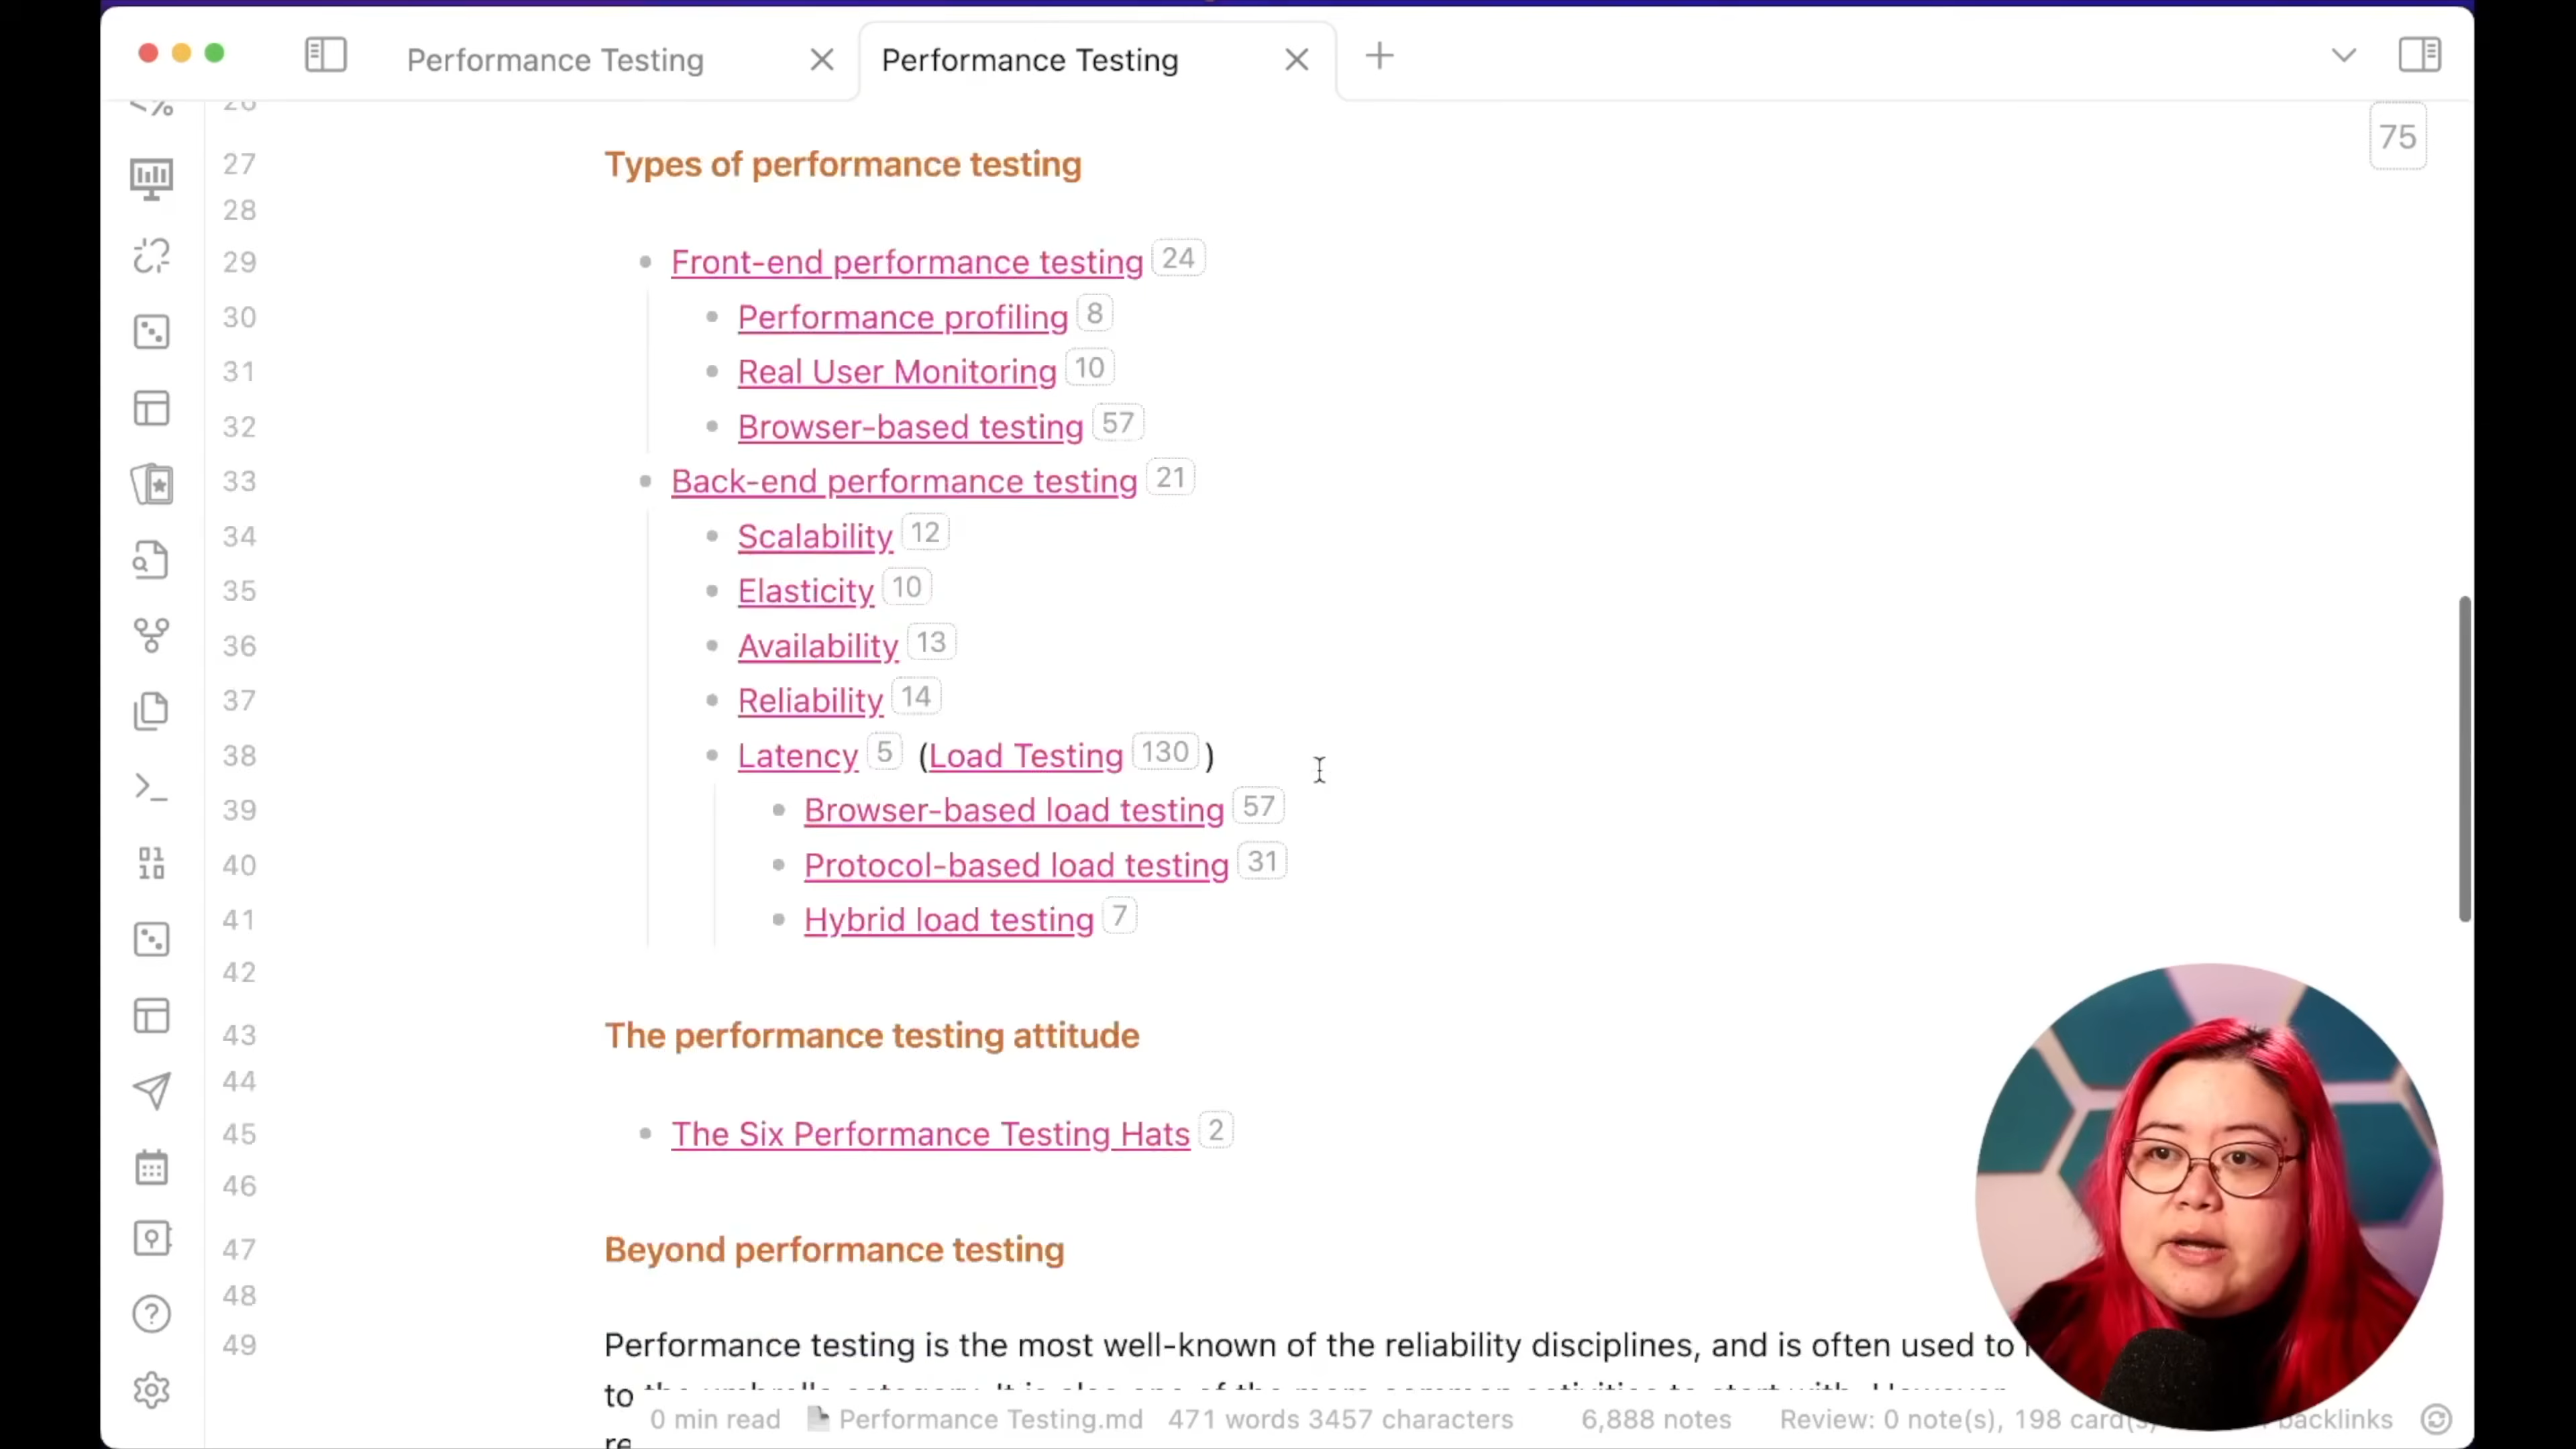 Performance Testing
Performance Testing
75
27 Types of performance testing
28
29 Front-end performance testing 24
30 Performance profiling 8
31 Real User Monitoring 10
32 Browser-based testing 57
33 Back-end performance testing 21
34 Scalability 12
35 Elasticity 10
36 Availability 13
37 Reliability 14
38 Latency 5 (Load Testing 130 )
39 Browser-based load testing 57
40 Protocol-based load testing 31
41 Hybrid load testing 7
42
43 The performance testing attitude
44
45 The Six Performance Testing Hats 2
46
47 Beyond performance testing
48
49 Performance testing is the most well-known of the reliability disciplines, and is often used to
to
0 min read Performance Testing.md 471 words 3457 characters 6,888 notes Review: 0 note(s), 198 card(s) backlinks
re